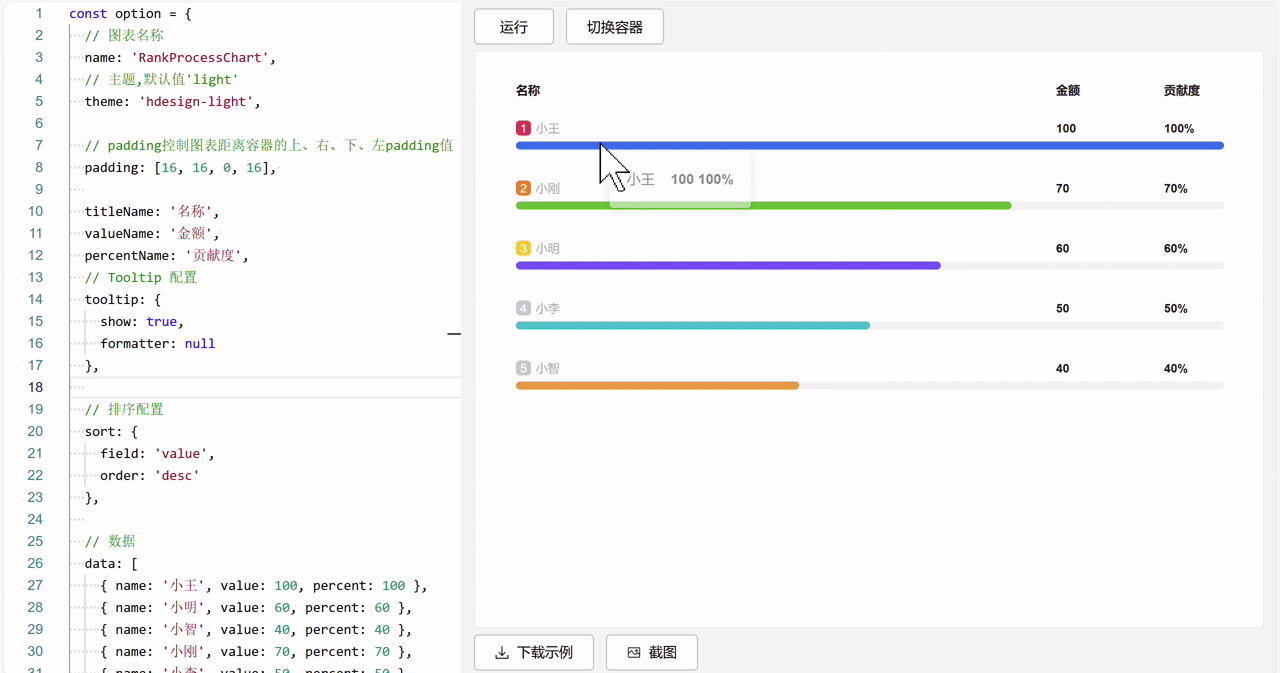 1 const option = {
2 // 图表名称
3 name: 'RankProcessChart',
4 // 主题,默认值'light'
5 theme: 'hdesign-light',
6
7 // padding控制图表距离容器的上、右、下、左padding值
8 padding: [16, 16, 0, 16],
9
10 titleName: '名称',
11 valueName: '金额',
12 percentName: '贡献度',
13 // Tooltip 配置
14 tooltip: {
15 show: true,
16 formatter: null
17 },
18
19 // 排序配置
20 sort: {
21 field: 'value',
22 order: 'desc'
23 },
24
25 // 数据
26 data: [
27 { name: '小王', value: 100, percent: 100 },
28 { name: '小明', value: 60, percent: 60 },
29 { name: '小智', value: 40, percent: 40 },
30 { name: '小刚', value: 70, percent: 70 },
31 { name: '小李', value: 50, percent: 50 },
运行 切换容器
名称 金额 贡献度
1 小王 100 100%
小王 100 100%
2 小刚 70 70%
3 小明 60 60%
4 小李 50 50%
5 小智 40 40%
下载示例 截图